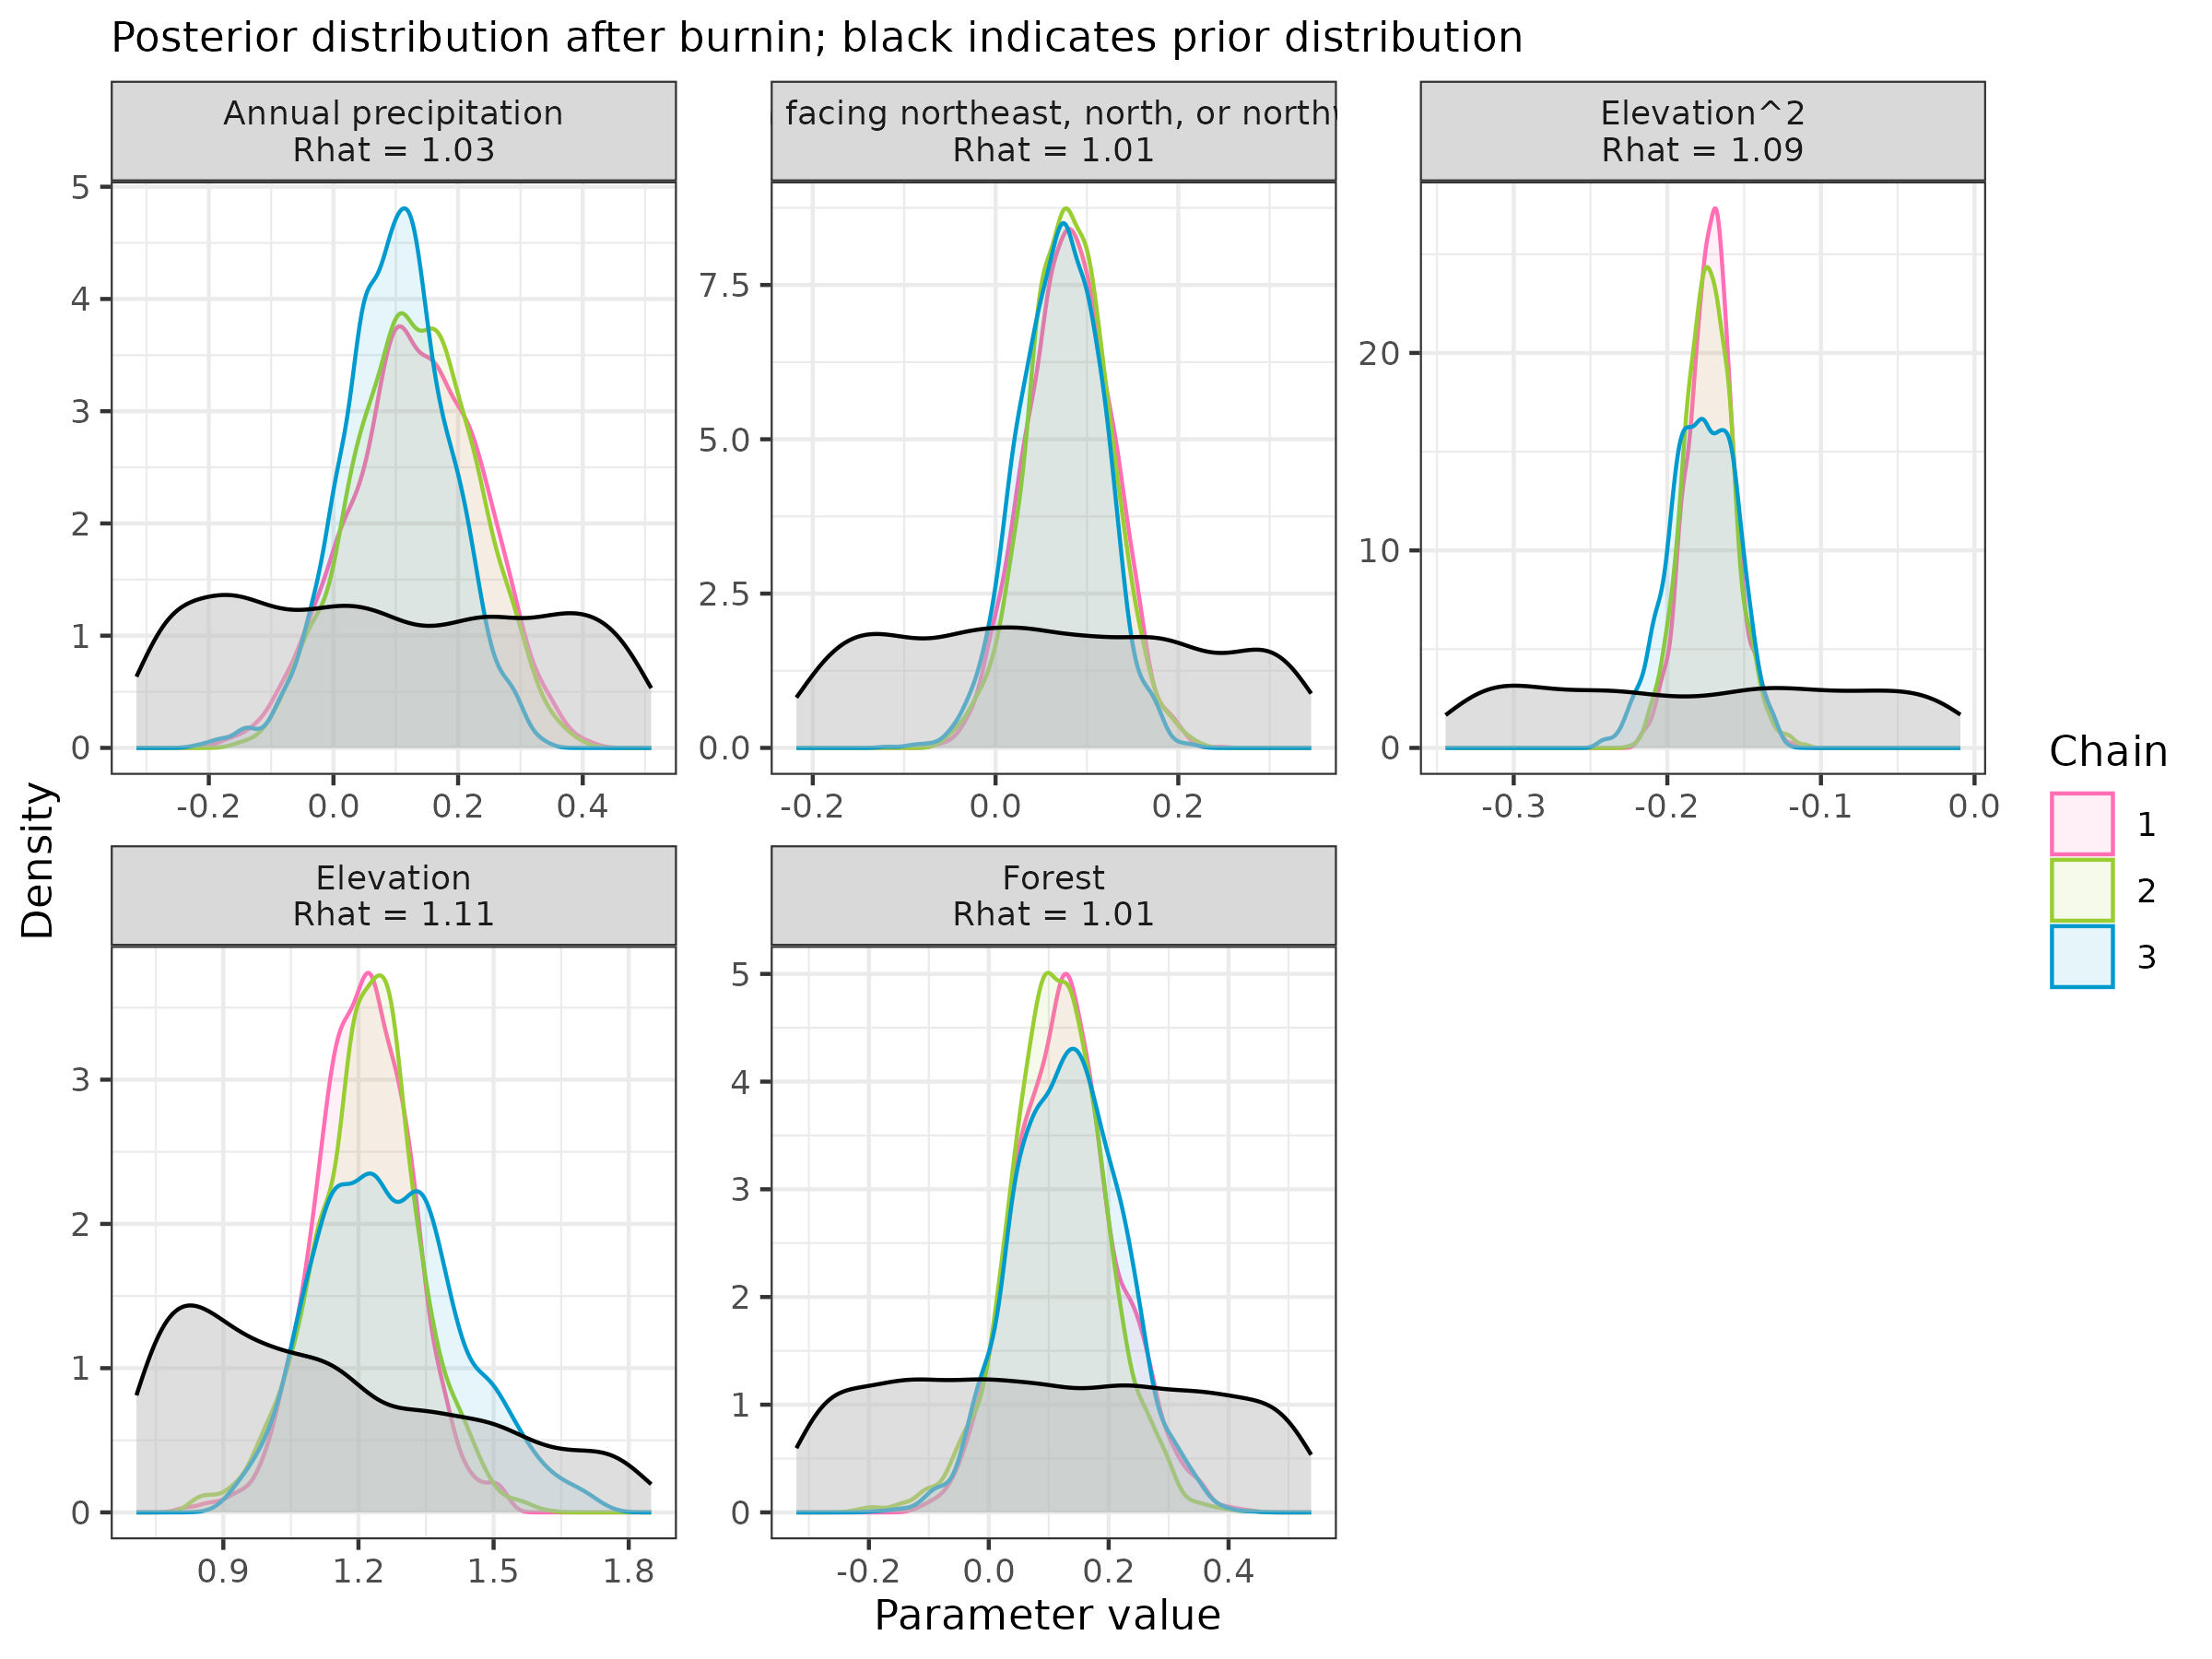 Posterior distribution after burnin; black indicates prior distribution
Annual precipitation
Rhat = 1.03
facing northeast, north, or north
Rhat = 1.01
Elevation^2
Rhat = 1.09
5
4
3
2
1
0
-0.2 0.0 0.2 0.4
7.5
5.0
2.5
0.0
-0.2 0.0 0.2
20
10
0
-0.3 -0.2 -0.1 0.0
Elevation
Rhat = 1.11
Forest
Rhat = 1.01
3
2
1
0
0.9 1.2 1.5 1.8
5
4
3
2
1
0
-0.2 0.0 0.2 0.4
Density
Parameter value
Chain
1
2
3